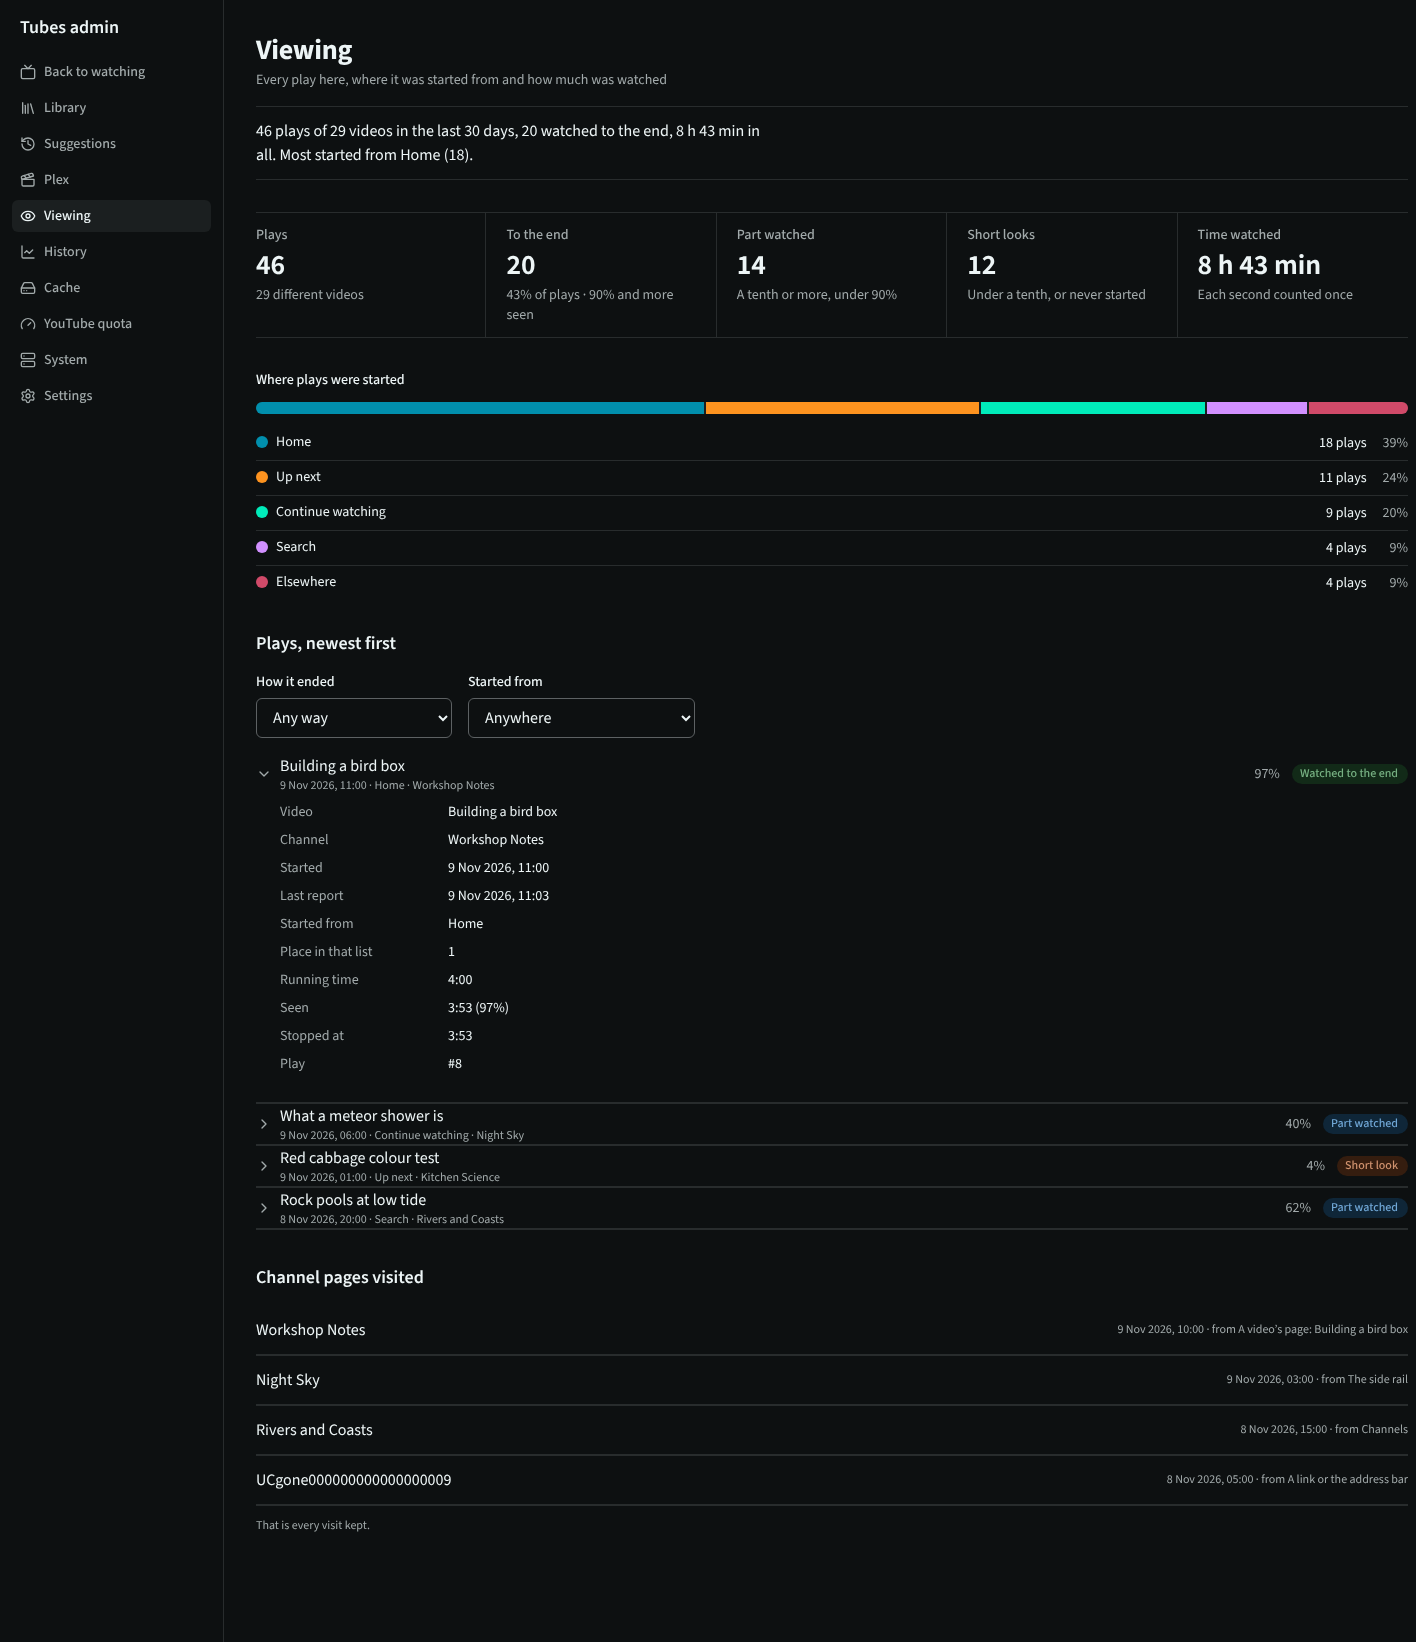 Tubes admin
Back to watching
Library
Suggestions
Plex
Viewing
History
Cache
YouTube quota
System
Settings
Viewing
Every play here, where it was started from and how much was watched
46 plays of 29 videos in the last 30 days, 20 watched to the end, 8 h 43 min in
all. Most started from Home (18).
Plays
46
29 different videos
To the end
20
43% of plays · 90% and more
seen
Part watched
14
A tenth or more, under 90%
Short looks
12
Under a tenth, or never started
Time watched
8 h 43 min
Each second counted once
Where plays were started
Home 18 plays 39%
Up next 11 plays 24%
Continue watching 9 plays 20%
Search 4 plays 9%
Elsewhere 4 plays 9%
Plays, newest first
How it ended Started from
Any way Anywhere
Building a bird box
9 Nov 2026, 11:00 · Home · Workshop Notes
97% Watched to the end
Video Building a bird box
Channel Workshop Notes
Started 9 Nov 2026, 11:00
Last report 9 Nov 2026, 11:03
Started from Home
Place in that list 1
Running time 4:00
Seen 3:53 (97%)
Stopped at 3:53
Play #8
What a meteor shower is
9 Nov 2026, 06:00 · Continue watching · Night Sky
40% Part watched
Red cabbage colour test
9 Nov 2026, 01:00 · Up next · Kitchen Science
4% Short look
Rock pools at low tide
8 Nov 2026, 20:00 · Search · Rivers and Coasts
62% Part watched
Channel pages visited
Workshop Notes 9 Nov 2026, 10:00 · from A video's page: Building a bird box
Night Sky 9 Nov 2026, 03:00 · from The side rail
Rivers and Coasts 8 Nov 2026, 15:00 · from Channels
UCgone000000000000000009 8 Nov 2026, 05:00 · from A link or the address bar
That is every visit kept.